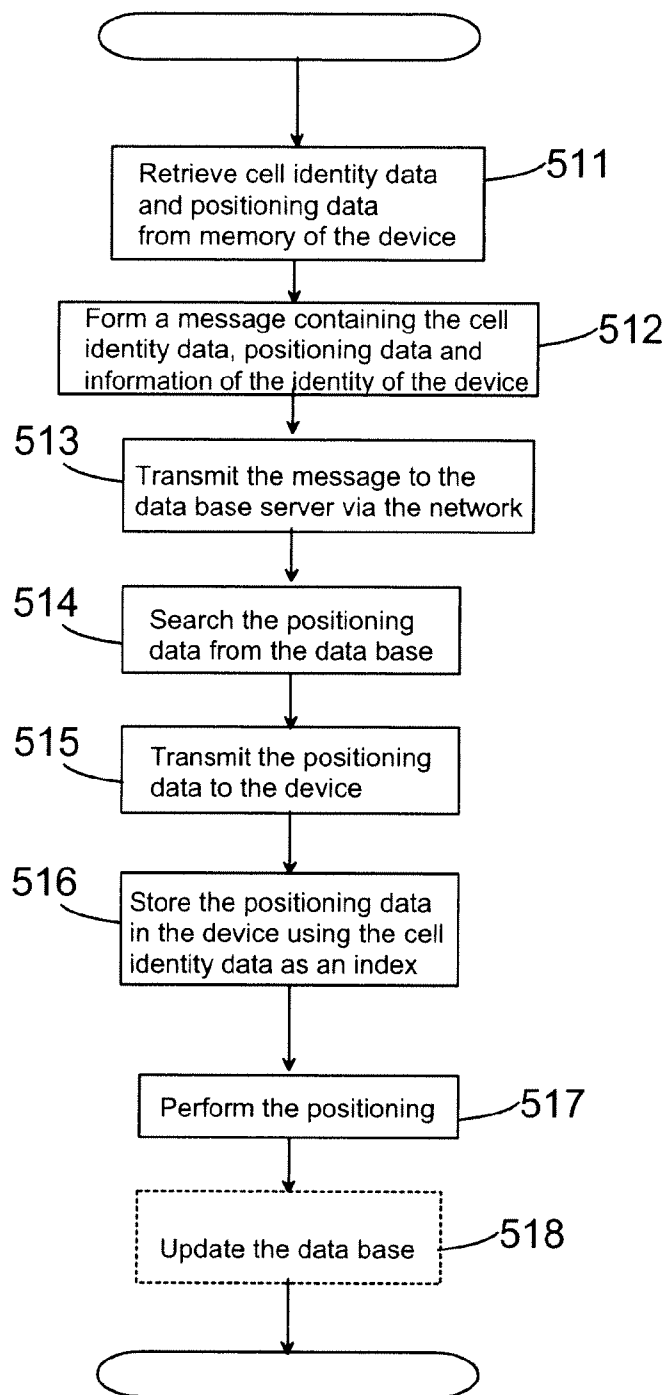 Retrieve cell identity data
and positioning data
from memory of the device
511
Form a message containing the cell
identity data, positioning data and
information of the identity of the device
512
513
Transmit the message to the
data base server via the network
514
Search the positioning
data from the data base
515
Transmit the positioning
data to the device
516
Store the positioning data
in the device using the cell
identity data as an index
Perform the positioning
517
Update the data base
518